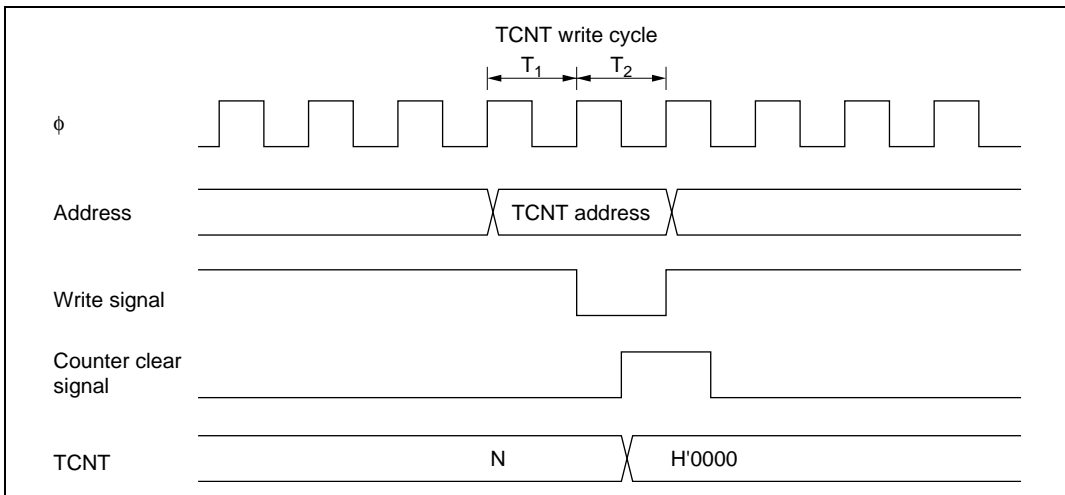 TCNT write cycle
T₁ T₂
ϕ
Address TCNT address
Write signal
Counter clear
signal
TCNT N H'0000